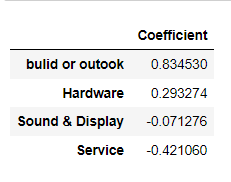 Coefficient
bulid or outook 0.834530
Hardware 0.293274
Sound & Display -0.071276
Service -0.421060